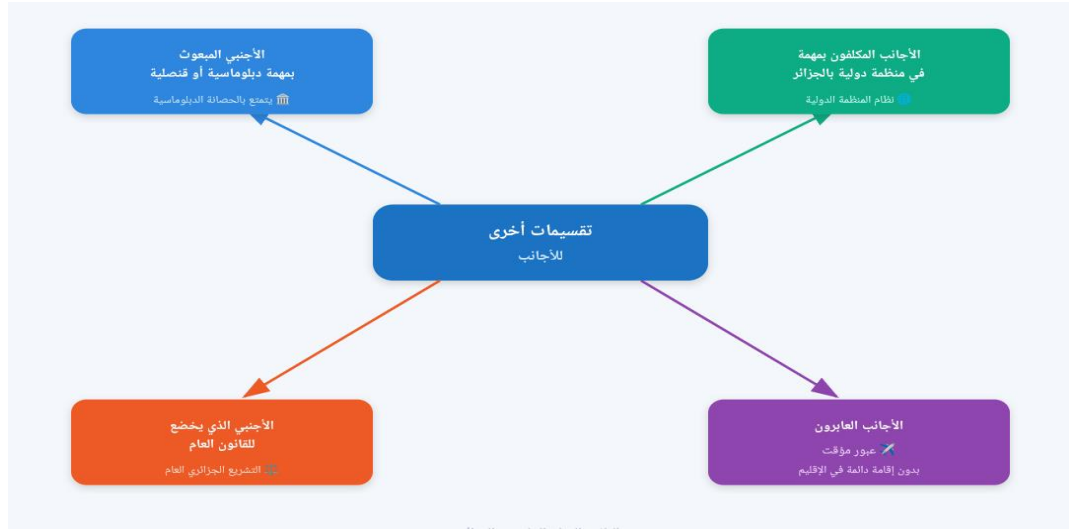 الأجانب المكلفون بمهمة
في منظمة دولية بالجزائر
نظام المنظمة الدولية
الأجنبي المبعوث
بمهمة دبلوماسية أو قنصلية
يتمتع بالحصانة الدبلوماسية
تقسيمات أخرى
للأجانب
الأجانب العابرون
عبور مؤقت
بدون إقامة دائمة في الإقليم
الأجنبي الذي يخضع
للقانون العام
التشريع الجزائري العام